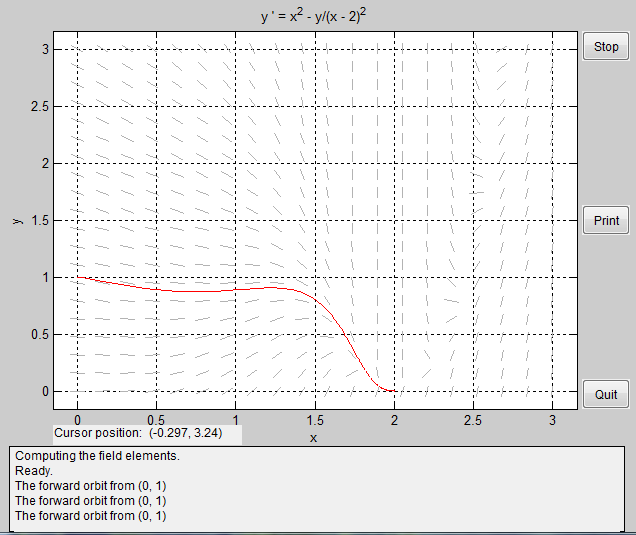 y ' = x² - y/(x - 2)²
Stop
3
2.5
2
y
1.5
Print
1
0.5
0
Quit
0 0.5 1 1.5 2 2.5 3
Cursor position: (-0.297, 3.24)
x
Computing the field elements.
Ready.
The forward orbit from (0, 1)
The forward orbit from (0, 1)
The forward orbit from (0, 1)